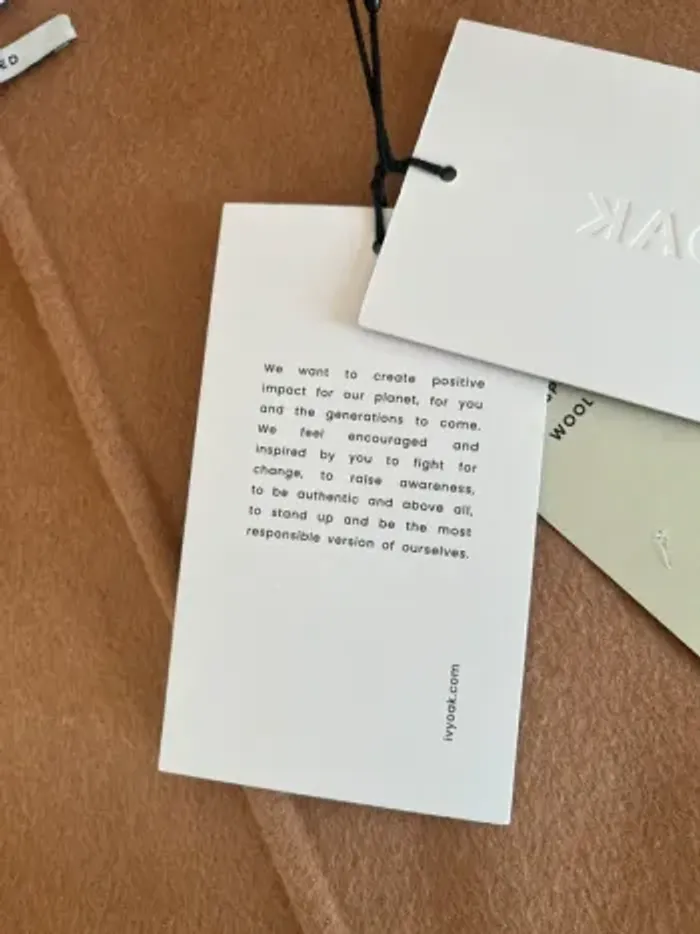 ED
OAK
WOOL
We want to create positive
impact for our planet, for you
and the generations to come.
We feel encouraged and
inspired by you to fight for
change, to raise awareness,
to be authentic and above all,
to stand up and be the most
responsible version of ourselves.
ivyoak.com